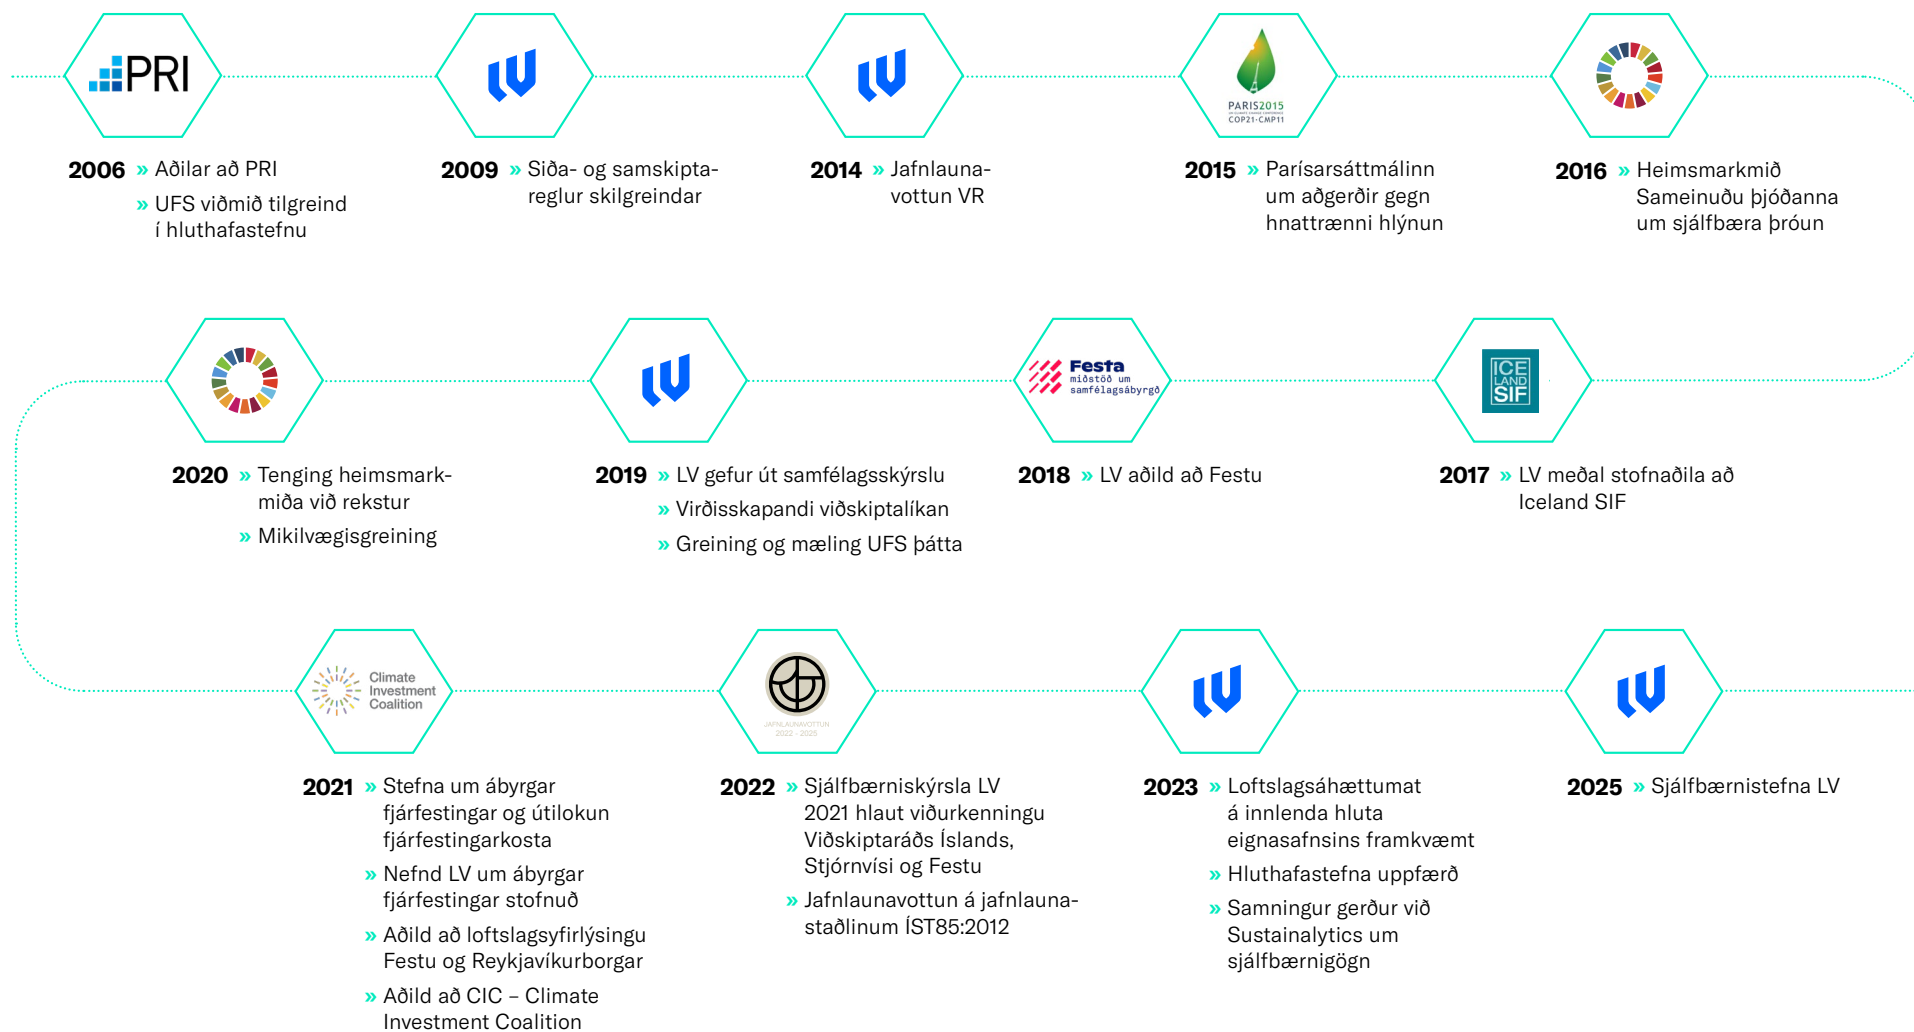 PRI
2006 » Aðilar að PRI
» UFS viðmið tilgreind
í hluthafastefnu
2009 » Siða- og samskipta-
reglur skilgreindar
2014 » Jafnlauna-
vottun VR
PARIS2015
UN CLIMATE CHANGE CONFERENCE
COP21·CMP11
2015 » Parísarsáttmálinn
um aðgerðir gegn
hnattrænni hlýnun
2016 » Heimsmarkmið
Sameinuðu þjóðanna
um sjálfbæra þróun
ICE
LAND
SIF
2017 » LV meðal stofnaðila að
Iceland SIF
Festa
miðstöð um
samfélagsábyrgð
2018 » LV aðild að Festu
2019 » LV gefur út samfélagsskýrslu
» Virðisskapandi viðskiptalíkan
» Greining og mæling UFS þátta
2020 » Tenging heimsmark-
miða við rekstur
» Mikilvægisgreining
Climate
Investment
Coalition
2021 » Stefna um ábyrgar
fjárfestingar og útilokun
fjárfestingarkosta
» Nefnd LV um ábyrgar
fjárfestingar stofnuð
» Aðild að loftslagsyfirlýsingu
Festu og Reykjavíkurborgar
» Aðild að CIC – Climate
Investment Coalition
JAFNLAUNAVOTTUN
2022 - 2025
2022 » Sjálfbærniskýrsla LV
2021 hlaut viðurkenningu
Viðskiptaráðs Íslands,
Stjórnvísi og Festu
» Jafnlaunavottun á jafnlauna-
staðlinum ÍST85:2012
2023 » Loftslagsáhættumat
á innlenda hluta
eignasafnsins framkvæmt
» Hluthafastefna uppfærð
» Samningur gerður við
Sustainalytics um
sjálfbærnigögn
2025 » Sjálfbærnistefna LV